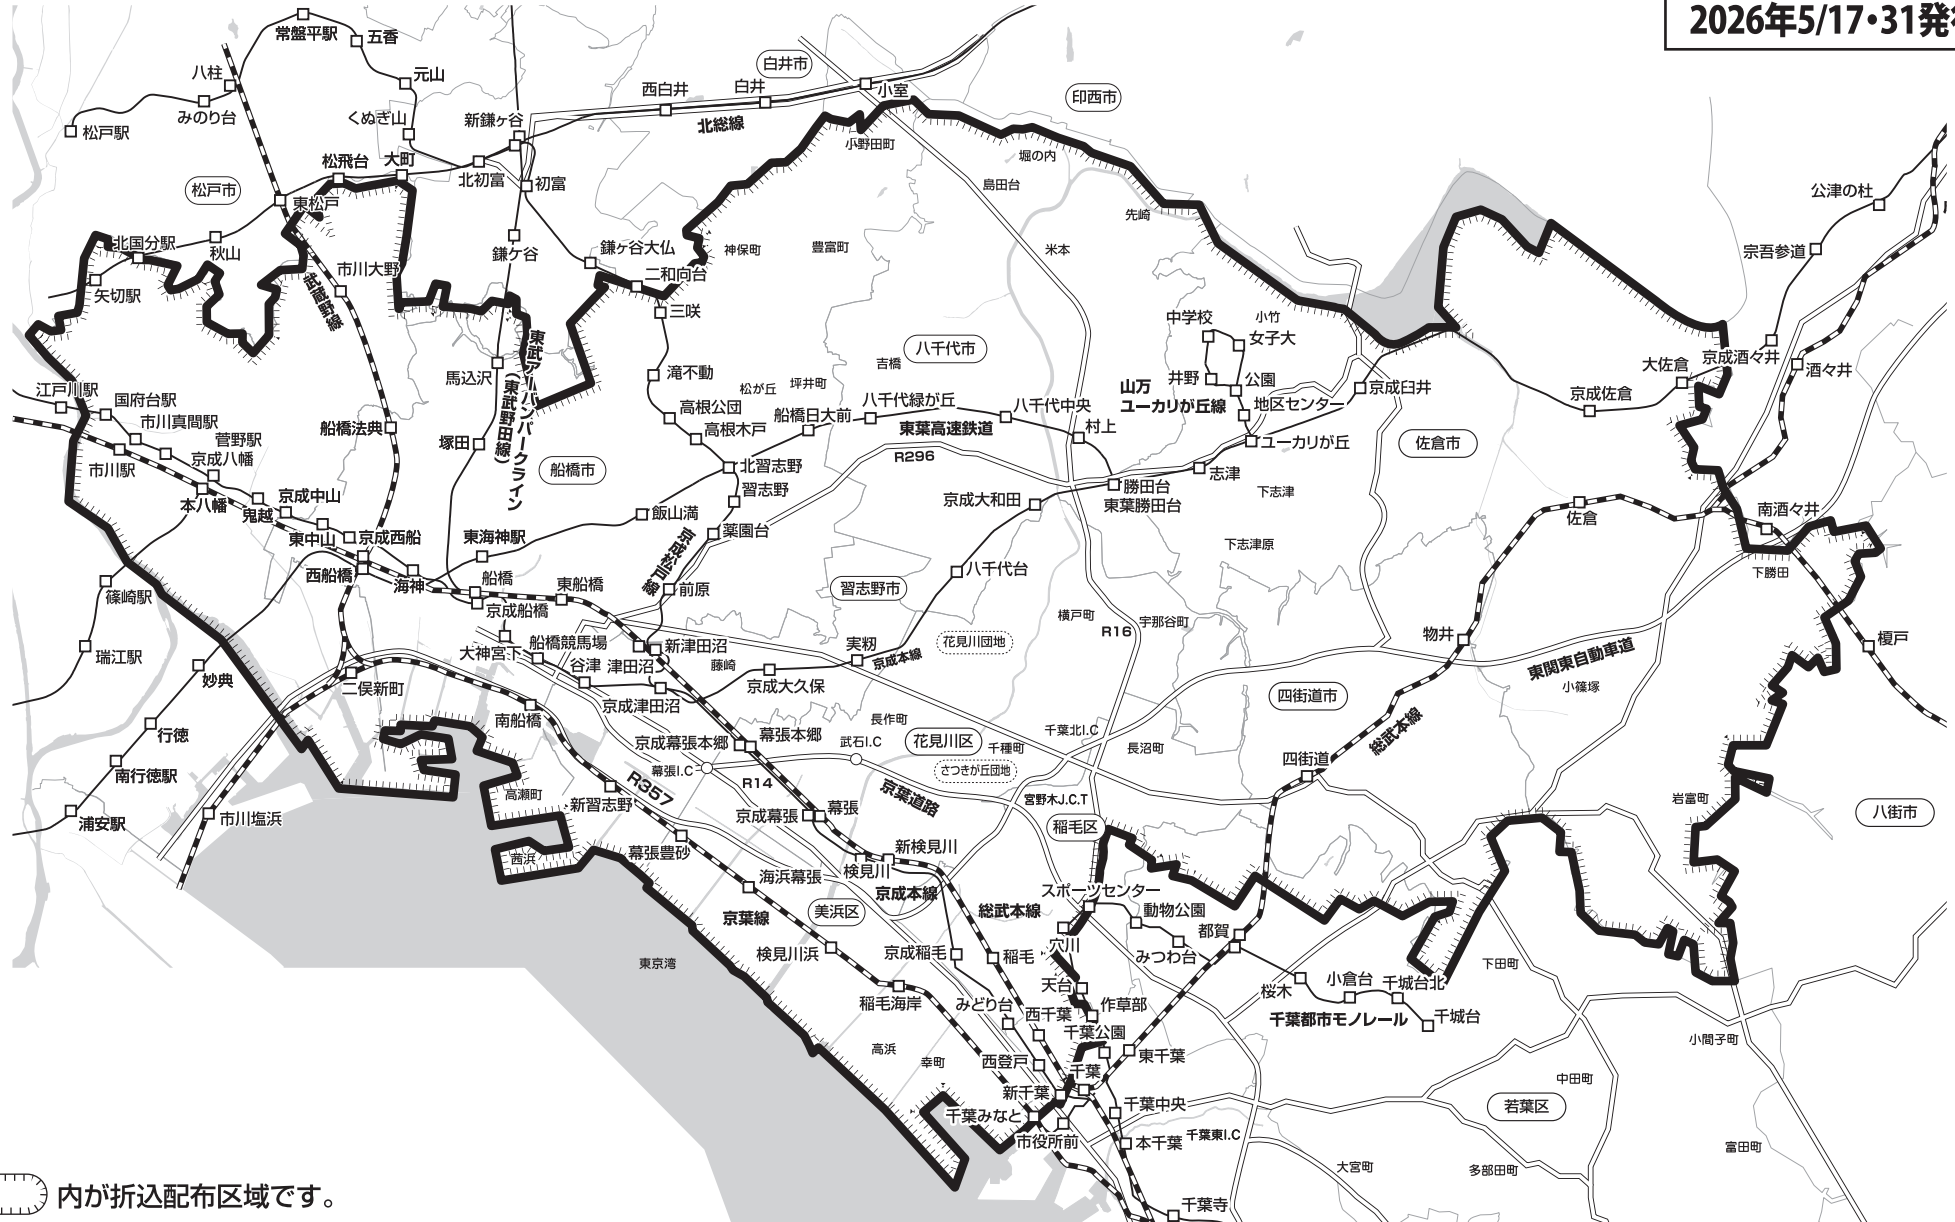 2026年5/17・31発
常盤平駅
五香
八柱
元山
みのり台
松戸駅
くぬぎ山
新鎌ヶ谷
西白井
白井
白井市
小室
印西市
北総線
松飛台
大町
北初富
初富
小野田町
堀の内
島田台
先崎
松戸市
東松戸
北国分駅
秋山
矢切駅
市川大野
武蔵野線
鎌ケ谷
鎌ヶ谷大仏
二和向台
三咲
神保町
豊富町
米本
公津の杜
宗吾参道
京成酒々井
酒々井
大佐倉
京成佐倉
中学校
小竹
女子大
井野
公園
地区センター
山万
ユーカリが丘線
ユーカリが丘
京成臼井
八千代市
吉橋
佐倉市
東武アーバンパークライン
(東武野田線)
馬込沢
滝不動
松が丘
坪井町
高根公団
高根木戸
船橋日大前
八千代緑が丘
東葉高速鉄道
八千代中央
村上
R296
江戸川駅
国府台駅
市川真間駅
菅野駅
京成八幡
市川駅
本八幡
鬼越
京成中山
東中山
京成西船
西船橋
海神
船橋法典
塚田
船橋市
北習志野
習志野
飯山満
薬園台
東海神駅
京成松戸線
前原
京成大和田
勝田台
東葉勝田台
志津
下志津
下志津原
佐倉
南酒々井
下勝田
榎戸
八千代台
習志野市
篠崎駅
瑞江駅
船橋
京成船橋
東船橋
大神宮下
船橋競馬場
谷津
津田沼
新津田沼
京成津田沼
藤崎
京成大久保
実籾
京成本線
花見川団地
横戸町
宇那谷町
R16
物井
東関東自動車道
小篠塚
四街道市
総武本線
四街道
妙典
行徳
南行徳駅
浦安駅
市川塩浜
二俣新町
南船橋
高瀬町
茜浜
新習志野
R357
京成幕張本郷
幕張本郷
幕張I.C
武石I.C
長作町
花見川区
千種町
さつきが丘団地
千葉北I.C
長沼町
R14
京葉道路
宮野木J.C.T
稲毛区
京成幕張
幕張
幕張豊砂
海浜幕張
検見川
新検見川
京成本線
京葉線
美浜区
総武本線
検見川浜
京成稲毛
稲毛
稲毛海岸
東京湾
スポーツセンター
動物公園
穴川
みつわ台
都賀
天台
作草部
桜木
小倉台
千城台北
千城台
千葉都市モノレール
岩富町
八街市
下田町
小間子町
中田町
若葉区
富田町
多部田町
大宮町
みどり台
西千葉
千葉公園
東千葉
西登戸
千葉
新千葉
千葉みなと
市役所前
千葉中央
本千葉
千葉東I.C
千葉寺
高浜
幸町
内が折込配布区域です。